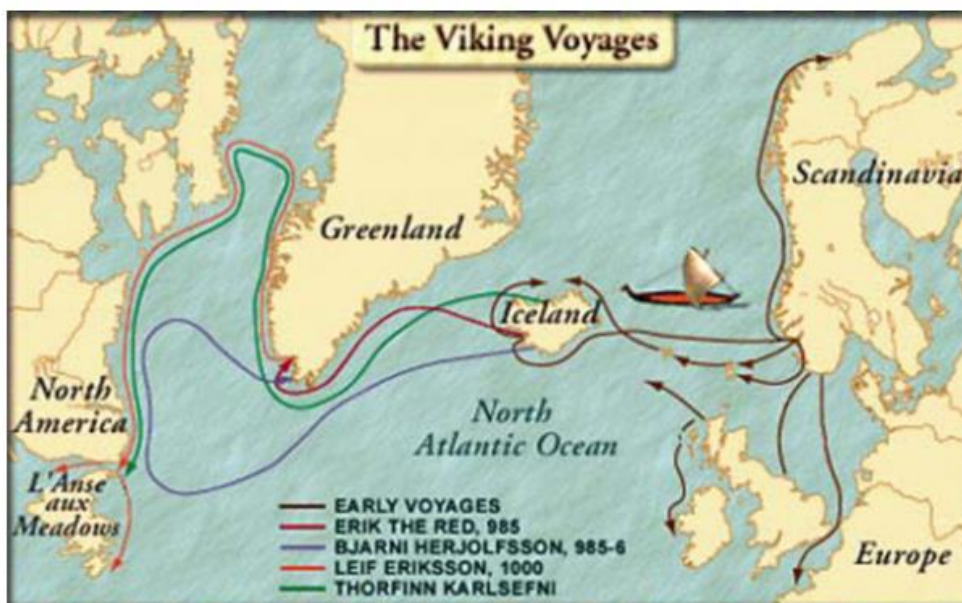 The Viking Voyages
Scandinavia
Greenland
Iceland
North
America
North
Atlantic Ocean
L'Anse
aux
Meadows
EARLY VOYAGES
ERIK THE RED, 985
BJARNI HERJOLFSSON, 985-6
LEIF ERIKSSON, 1000
THORFINN KARLSEFNI
Europe